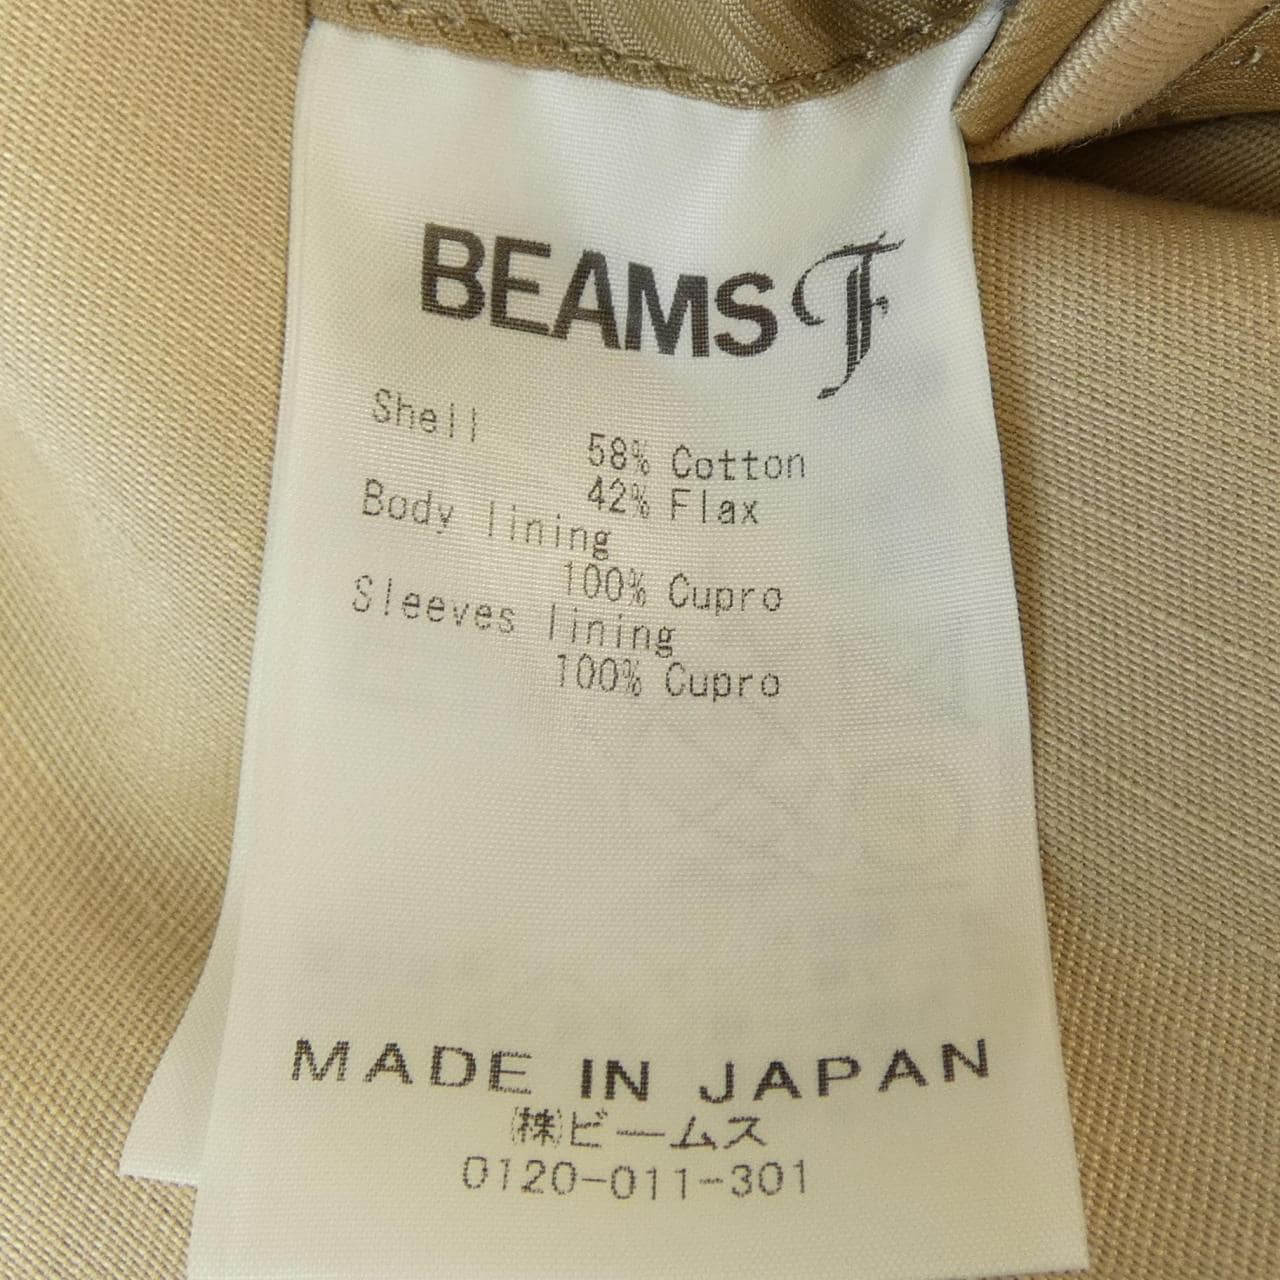 BEAMS F
Shell
58% Cotton
42% Flax
Body lining
100% Cupro
Sleeves lining
100% Cupro
MADE IN JAPAN
㈱ビームス
0120-011-301